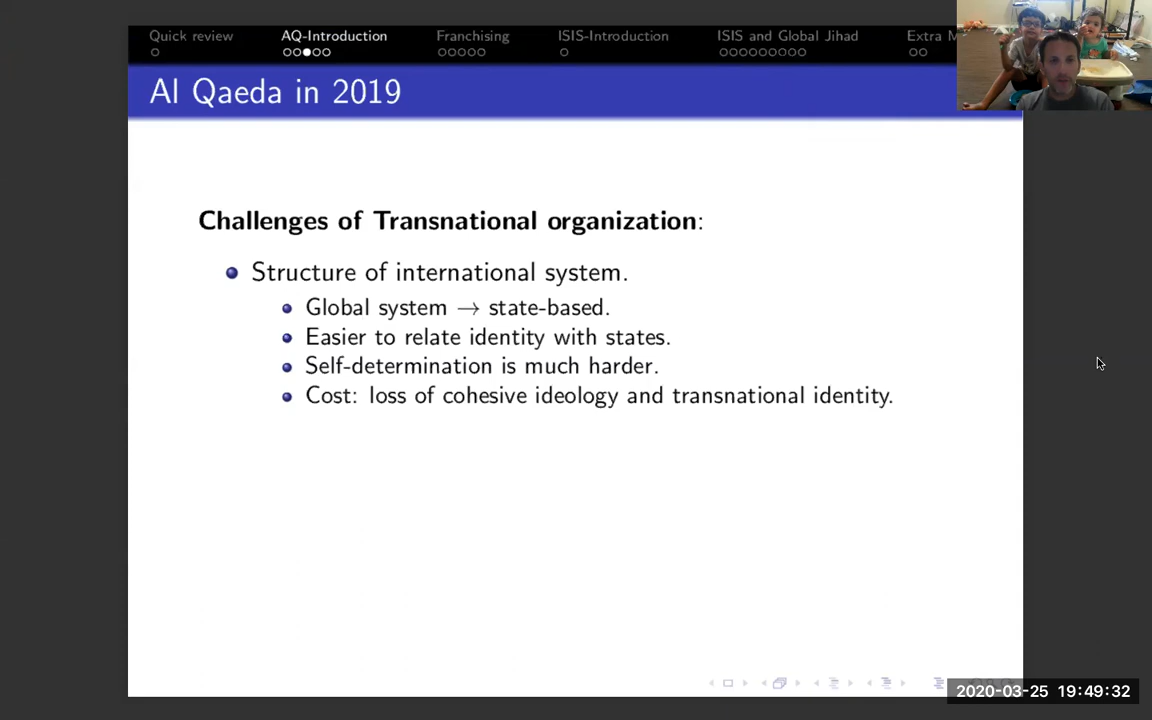 Quick review AQ-Introduction Franchising ISIS-Introduction ISIS and Global Jihad Extra
Al Qaeda in 2019
Challenges of Transnational organization:
Structure of international system.
Global system → state-based.
Easier to relate identity with states.
Self-determination is much harder.
Cost: loss of cohesive ideology and transnational identity.
2020-03-25 19:49:32